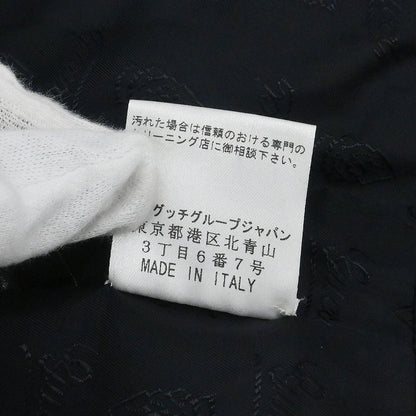 汚れた場合は信頼のおける専門の
リーニング店に御相談下さい。
グッチグループジャパン
東京都港区北青山
3丁目6番7号
MADE IN ITALY